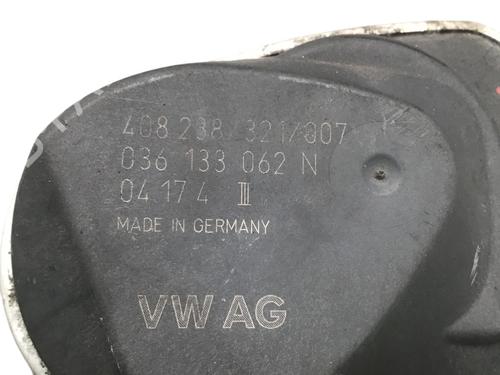 408 238/321/007
036 133 062 N
04 17 4 III
MADE IN GERMANY
VW AG